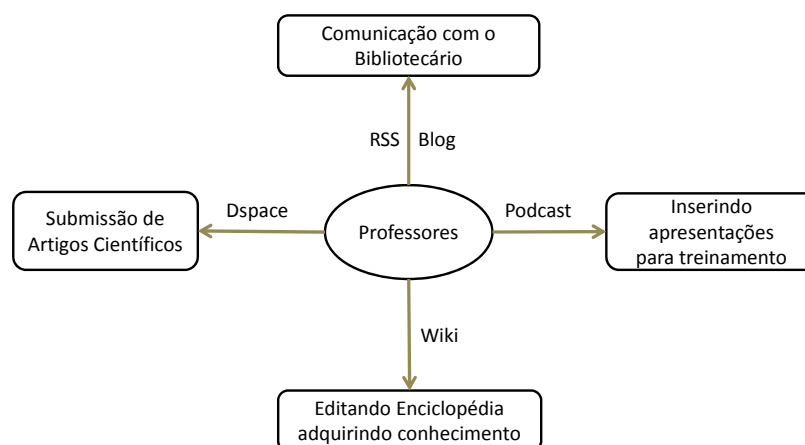 Comunicação com o
Bibliotecário
RSS Blog
Dspace
Podcast
Submissão de
Artigos Científicos
Professores
Inserindo
apresentações
para treinamento
Wiki
Editando Enciclopédia
adquirindo conhecimento